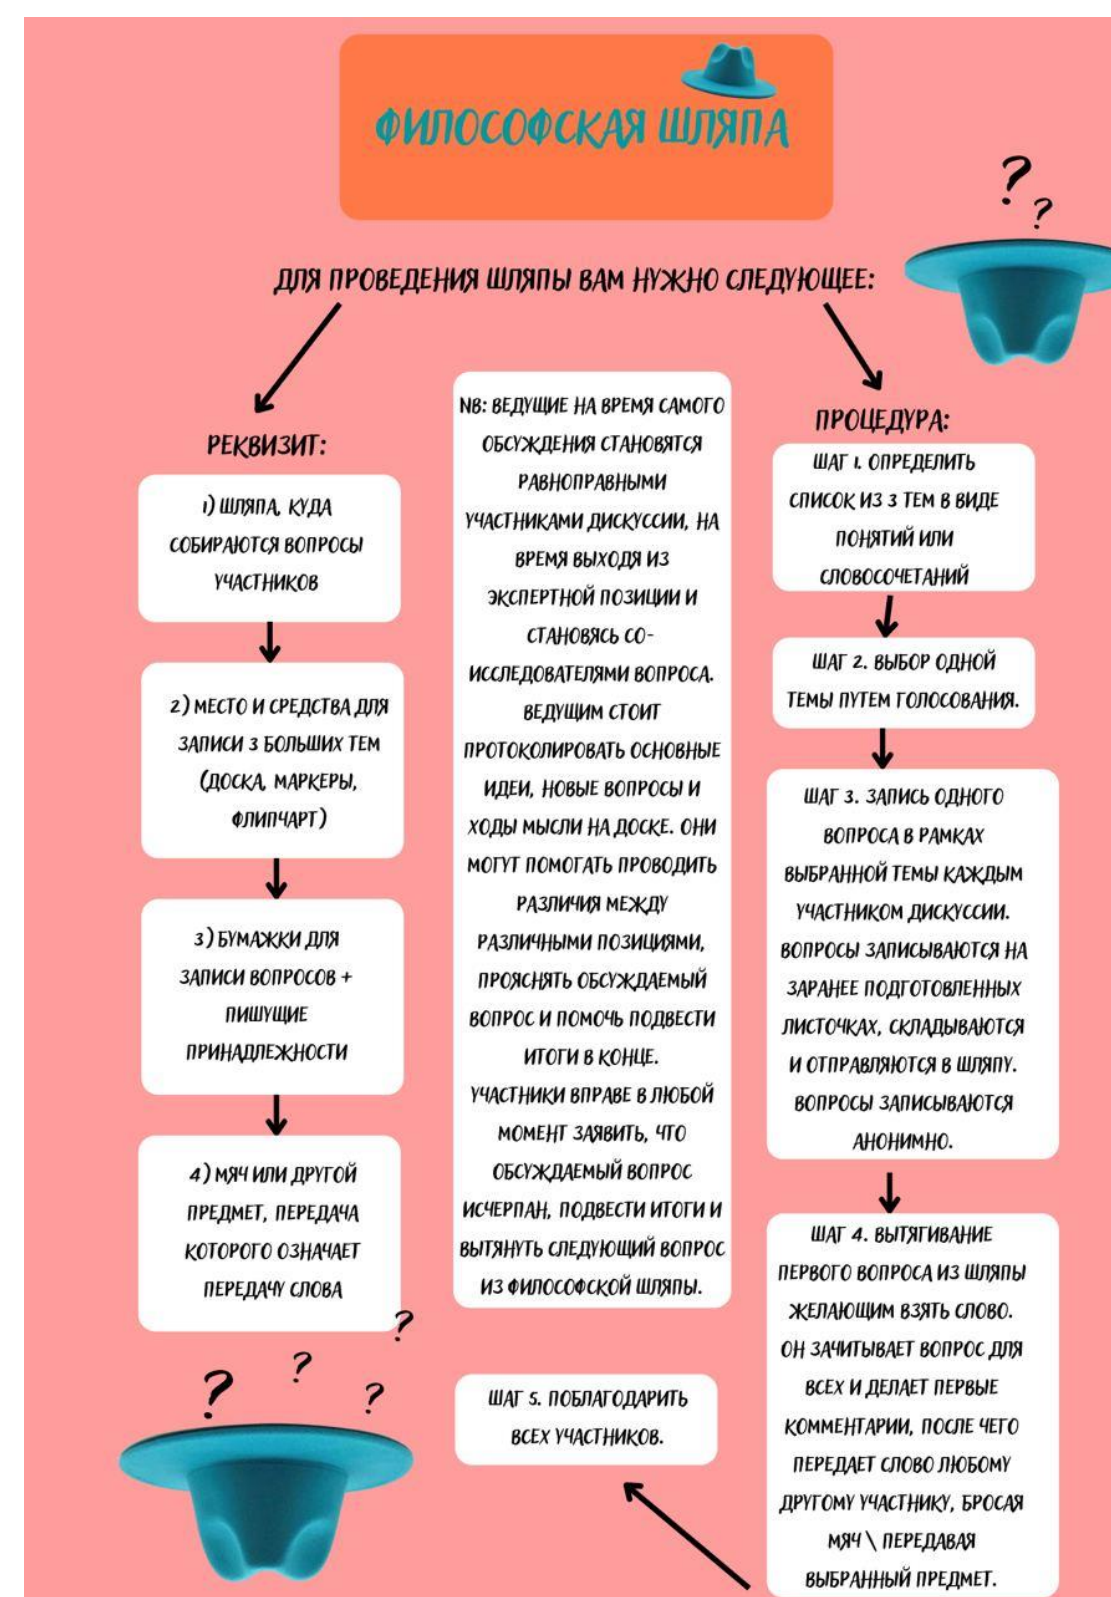 ФИЛОСОФСКАЯ ШЛЯПА
? ?
ДЛЯ ПРОВЕДЕНИЯ ШЛЯПЫ ВАМ НУЖНО СЛЕДУЮЩЕЕ:
РЕКВИЗИТ:
1) ШЛЯПА, КУДА
СОБИРАЮТСЯ ВОПРОСЫ
УЧАСТНИКОВ
2) МЕСТО И СРЕДСТВА ДЛЯ
ЗАПИСИ 3 БОЛЬШИХ ТЕМ
(ДОСКА, МАРКЕРЫ,
ФЛИПЧАРТ)
3) БУМАЖКИ ДЛЯ
ЗАПИСИ ВОПРОСОВ +
ПИШУЩИЕ
ПРИНАДЛЕЖНОСТИ
4) МЯЧ ИЛИ ДРУГОЙ
ПРЕДМЕТ, ПЕРЕДАЧА
КОТОРОГО ОЗНАЧАЕТ
ПЕРЕДАЧУ СЛОВА
? ? ? ?
NB: ВЕДУЩИЕ НА ВРЕМЯ САМОГО
ОБСУЖДЕНИЯ СТАНОВЯТСЯ
РАВНОПРАВНЫМИ
УЧАСТНИКАМИ ДИСКУССИИ, НА
ВРЕМЯ ВЫХОДЯ ИЗ
ЭКСПЕРТНОЙ ПОЗИЦИИ И
СТАНОВЯСЬ СО-
ИССЛЕДОВАТЕЛЯМИ ВОПРОСА.
ВЕДУЩИМ СТОИТ
ПРОТОКОЛИРОВАТЬ ОСНОВНЫЕ
ИДЕИ, НОВЫЕ ВОПРОСЫ И
ХОДЫ МЫСЛИ НА ДОСКЕ. ОНИ
МОГУТ ПОМОГАТЬ ПРОВОДИТЬ
РАЗЛИЧИЯ МЕЖДУ
РАЗЛИЧНЫМИ ПОЗИЦИЯМИ,
ПРОЯСНЯТЬ ОБСУЖДАЕМЫЙ
ВОПРОС И ПОМОЧЬ ПОДВЕСТИ
ИТОГИ В КОНЦЕ.
УЧАСТНИКИ ВПРАВЕ В ЛЮБОЙ
МОМЕНТ ЗАЯВИТЬ, ЧТО
ОБСУЖДАЕМЫЙ ВОПРОС
ИСЧЕРПАН, ПОДВЕСТИ ИТОГИ И
ВЫТЯНУТЬ СЛЕДУЮЩИЙ ВОПРОС
ИЗ ФИЛОСОФСКОЙ ШЛЯПЫ.
ПРОЦЕДУРА:
ШАГ 1. ОПРЕДЕЛИТЬ
СПИСОК ИЗ 3 ТЕМ В ВИДЕ
ПОНЯТИЙ ИЛИ
СЛОВОСОЧЕТАНИЙ
ШАГ 2. ВЫБОР ОДНОЙ
ТЕМЫ ПУТЕМ ГОЛОСОВАНИЯ.
ШАГ 3. ЗАПИСЬ ОДНОГО
ВОПРОСА В РАМКАХ
ВЫБРАННОЙ ТЕМЫ КАЖДЫМ
УЧАСТНИКОМ ДИСКУССИИ.
ВОПРОСЫ ЗАПИСЫВАЮТСЯ НА
ЗАРАНЕЕ ПОДГОТОВЛЕННЫХ
ЛИСТОЧКАХ, СКЛАДЫВАЮТСЯ
И ОТПРАВЛЯЮТСЯ В ШЛЯПУ.
ВОПРОСЫ ЗАПИСЫВАЮТСЯ
АНОНИМНО.
ШАГ 4. ВЫТЯГИВАНИЕ
ПЕРВОГО ВОПРОСА ИЗ ШЛЯПЫ
ЖЕЛАЮЩИМ ВЗЯТЬ СЛОВО.
ОН ЗАЧИТЫВАЕТ ВОПРОС ДЛЯ
ВСЕХ И ДЕЛАЕТ ПЕРВЫЕ
КОММЕНТАРИИ, ПОСЛЕ ЧЕГО
ПЕРЕДАЕТ СЛОВО ЛЮБОМУ
ДРУГОМУ УЧАСТНИКУ, БРОСАЯ
МЯЧ \ ПЕРЕДАВАЯ
ВЫБРАННЫЙ ПРЕДМЕТ.
ШАГ 5. ПОБЛАГОДАРИТЬ
ВСЕХ УЧАСТНИКОВ.